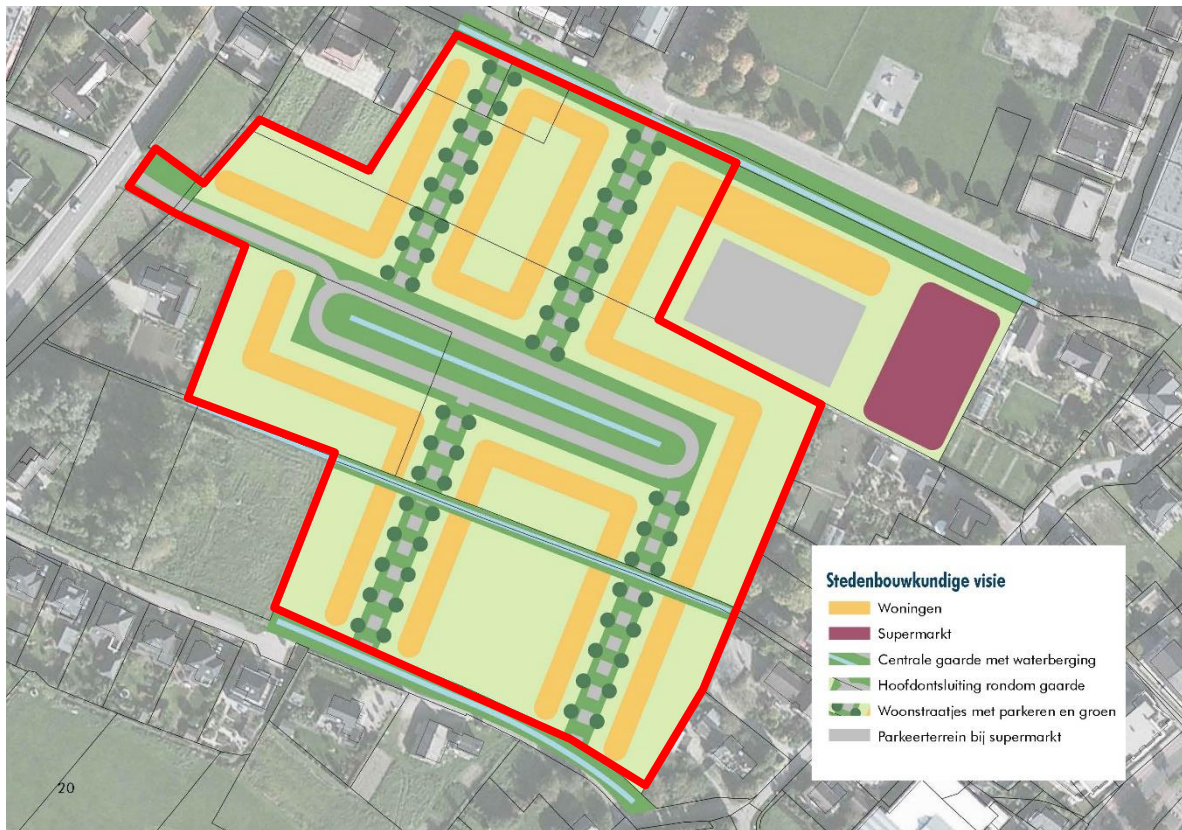 Stedenbouwkundige visie
Woningen
Supermarkt
Centrale gaarde met waterberging
Hoofdontsluiting rondom gaarde
Woonstraatjes met parkeren en groen
Parkeerterrein bij supermarkt
20